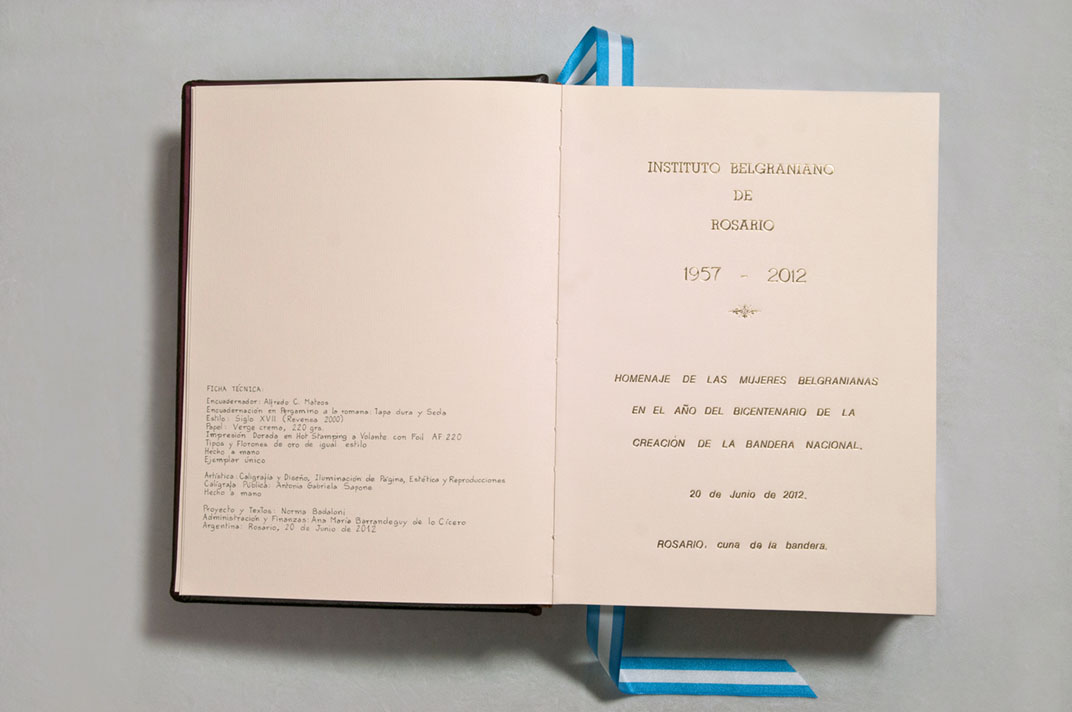 FICHA TÉCNICA:
Encuadernador: Alfredo C. Mateos
Encuadernación en Pergamino a la romana: Tapa dura y Seda
Estilo: Siglo XVII (Revenea 2000)
Papel: Vergé crema, 220 grs.
Impresión Dorada en Hot Stamping a Volante con Foil AF 220
Tipos y Florones de oro de igual estilo
Hecho a mano
Ejemplar único
Artística: Caligrafía y Diseño, Iluminación de Página, Estética y Reproducciones
Calígrafa Pública: Antonia Gabriela Sapone
Hecho a mano
Proyecto y Textos: Norma Badaloni
Administración y Finanzas: Ana María Barrandeguy de lo Cícero
Argentina: Rosario, 20 de Junio de 2012
INSTITUTO BELGRANIANO
DE
ROSARIO
1957 - 2012
HOMENAJE DE LAS MUJERES BELGRANIANAS
EN EL AÑO DEL BICENTENARIO DE LA
CREACIÓN DE LA BANDERA NACIONAL.
20 de Junio de 2012.
ROSARIO. cuna de la bandera.